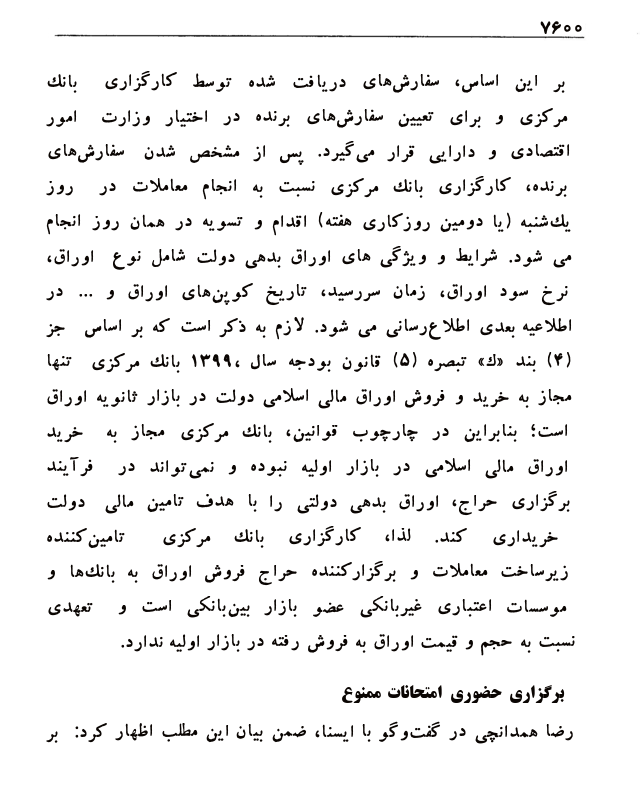 ۷۶۰۰
بر این اساس، سفارش‌های دریافت شده توسط کارگزاری بانك
مرکزی و برای تعیین سفارش‌های برنده در اختیار وزارت امور
اقتصادی و دارایی قرار می‌گیرد. پس از مشخص شدن سفارش‌های
برنده، کارگزاری بانك مرکزی نسبت به انجام معاملات در روز
یك‌شنبه (یا دومین روزکاری هفته) اقدام و تسویه در همان روز انجام
می شود. شرایط و ویژگی های اوراق بدهی دولت شامل نوع اوراق،
نرخ سود اوراق، زمان سررسید، تاریخ کوپن‌های اوراق و ... در
اطلاعیه بعدی اطلاع‌رسانی می شود. لازم به ذکر است که بر اساس جز
(۴) بند «ك» تبصره (۵) قانون بودجه سال ۱۳۹۹، بانك مرکزی تنها
مجاز به خرید و فروش اوراق مالی اسلامی دولت در بازار ثانویه اوراق
است؛ بنابراین در چارچوب قوانین، بانك مرکزی مجاز به خرید
اوراق مالی اسلامی در بازار اولیه نبوده و نمی‌تواند در فرآیند
برگزاری حراج، اوراق بدهی دولتی را با هدف تامین مالی دولت
خریداری کند. لذا، کارگزاری بانك مرکزی تامین‌کننده
زیرساخت معاملات و برگزارکننده حراج فروش اوراق به بانك‌ها و
موسسات اعتباری غیربانکی عضو بازار بین‌بانکی است و تعهدی
نسبت به حجم و قیمت اوراق به فروش رفته در بازار اولیه ندارد.
برگزاری حضوری امتحانات ممنوع
رضا همدانچی در گفت‌وگو با ایسنا، ضمن بیان این مطلب اظهار کرد: بر